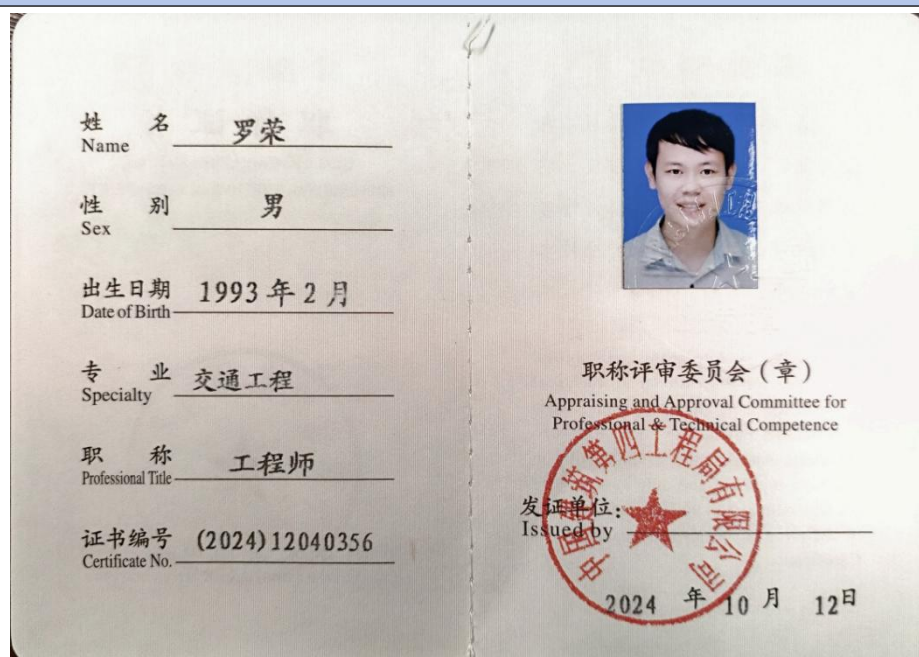 姓 名 罗荣
Name
性 别 男
Sex
出生日期 1993年2月
Date of Birth
专 业 交通工程
Specialty
职 称 工程师
Professional Title
证书编号 (2024)12040356
Certificate No.
职称评审委员会(章)
Appraising and Approval Committee for
Professional & Technical Competence
中国建筑第四工程局有限公司
发证单位:
Issued by
2024 年 10 月 12日